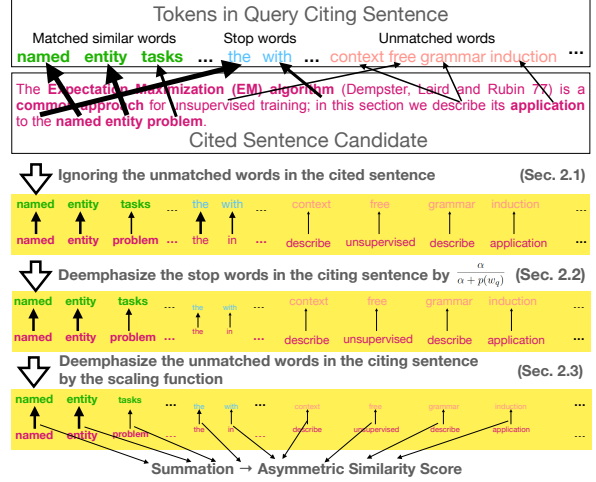 Tokens in Query Citing Sentence
Matched similar words Stop words Unmatched words
named entity tasks ... the words ... context free grammar induction ...
The Expectation Maximization (EM) algorithm (Dempster, Laird and Rubin 77) is a
common approach for unsupervised training; in this section we describe its application
to the named entity problem.
Cited Sentence Candidate
Ignoring the unmatched words in the cited sentence (Sec. 2.1)
named entity tasks ... the with ... context free grammar induction ...
named entity problem ... the in ... describe unsupervised describe application ...
Deemphasize the stop words in the citing sentence by α / α + p(w_q) (Sec. 2.2)
named entity tasks ... the with ... context free grammar induction ...
named entity problem ... the in ... describe unsupervised describe application ...
Deemphasize the unmatched words in the citing sentence (Sec. 2.3)
by the scaling function
named entity tasks ... the with ... context free grammar induction ...
named entity problem ... the in ... describe unsupervised describe application ...
Summation → Asymmetric Similarity Score